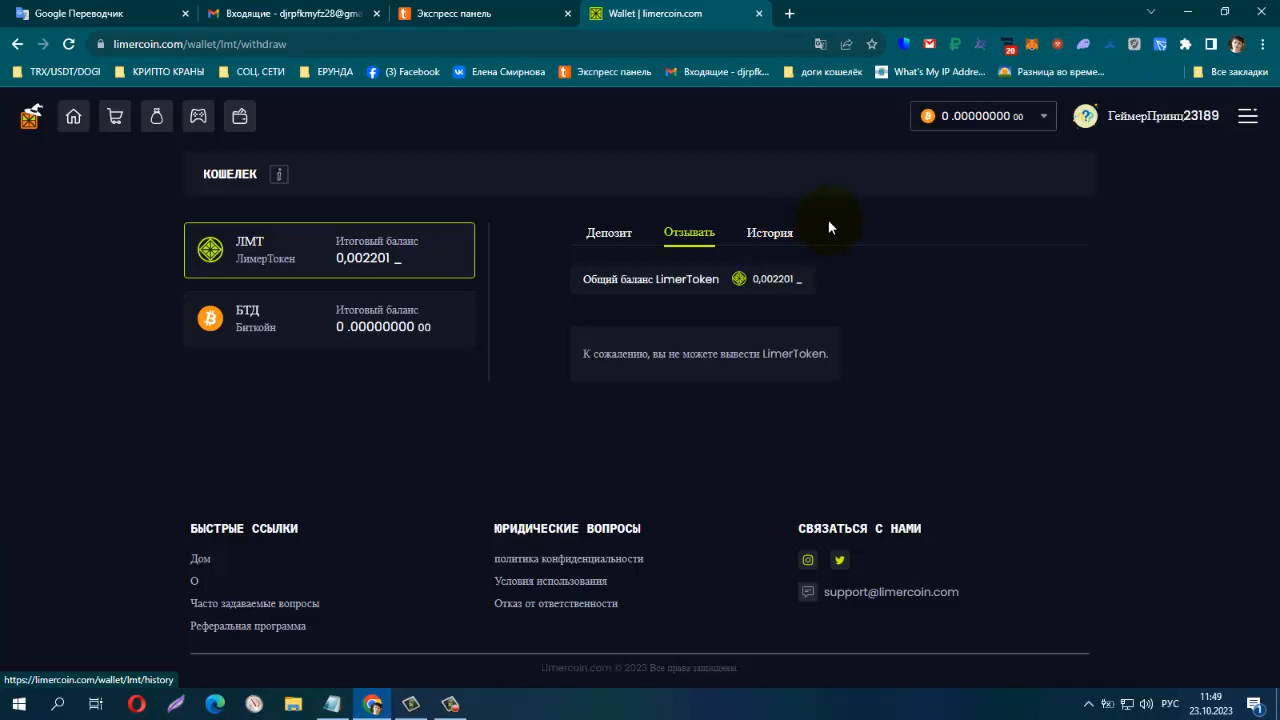 Google Переводчик
Входящие - djrpfkmyfz28@gma
Экспресс панель
Wallet | limercoin.com
limercoin.com/wallet/lmt/withdraw
20
TRX/USDT/DOGI
КРИПТО КРАНЫ
СОЦ. СЕТИ
ЕРУНДА
(3) Facebook
Елена Смирнова
Экспресс панель
Входящие - djrpfk...
доги кошелёк
What's My IP Addre...
Разница во време...
Все закладки
0 .00000000 00
ГеймерПринц23189
КОШЕЛЕК
ЛМТ
Итоговый баланс
ЛимерТокен
0,002201 _
БТД
Итоговый баланс
Биткойн
0 .00000000 00
Депозит
Отзывать
История
Общий баланс LimerToken
0,002201 _
К сожалению, вы не можете вывести LimerToken.
БЫСТРЫЕ ССЫЛКИ
Дом
О
Часто задаваемые вопросы
Реферальная программа
ЮРИДИЧЕСКИЕ ВОПРОСЫ
политика конфиденциальности
Условия использования
Отказ от ответственности
СВЯЗАТЬСЯ С НАМИ
support@limercoin.com
Limercoin.com © 2023 Все права защищены
https://limercoin.com/wallet/lmt/history
РУС
11:49
23.10.2023
1